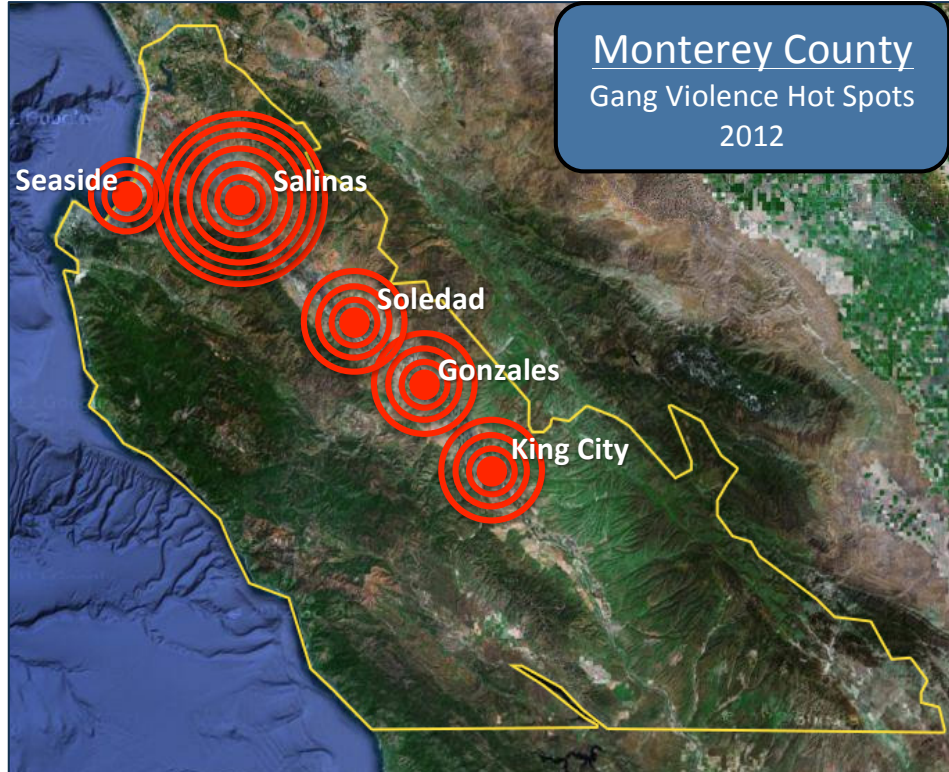 Monterey County
Gang Violence Hot Spots
2012
Seaside
Salinas
Soledad
Gonzales
King City